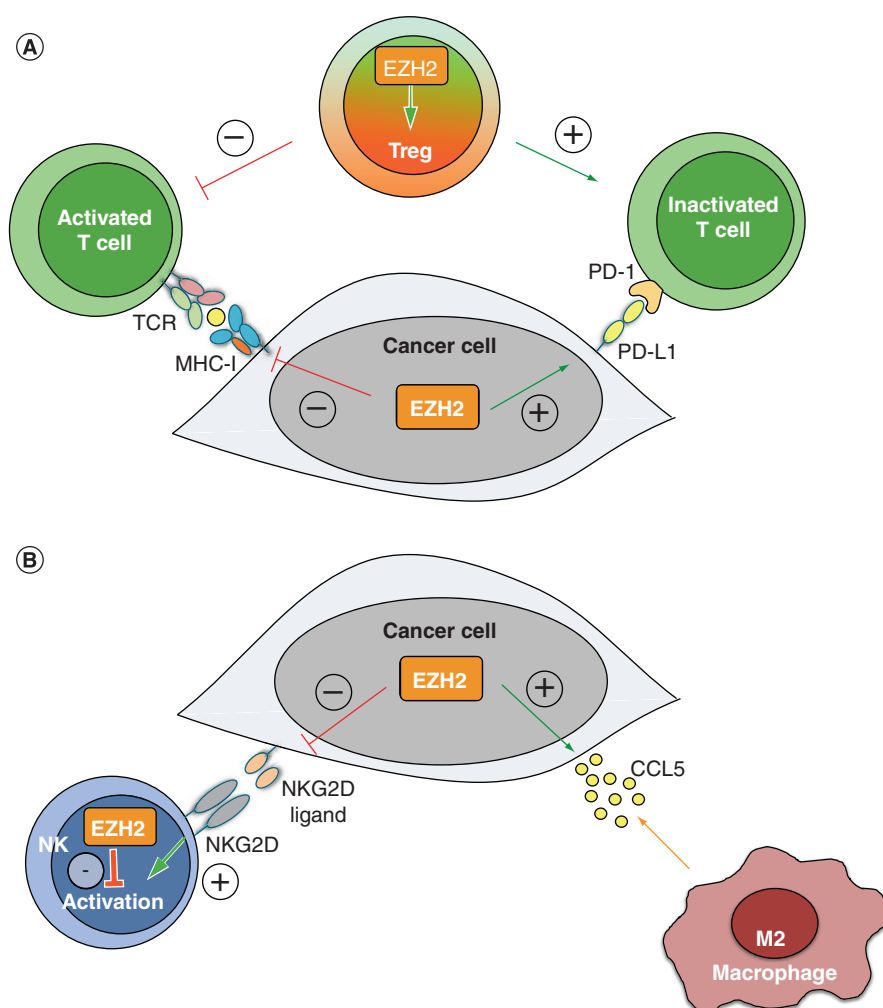 A
EZH2
Treg
−
+
Activated
T cell
Inactivated
T cell
PD-1
TCR
MHC-I
PD-L1
Cancer cell
EZH2
−
+
B
Cancer cell
EZH2
−
+
CCL5
NKG2D
ligand
NKG2D
EZH2
NK
-
+
Activation
M2
Macrophage